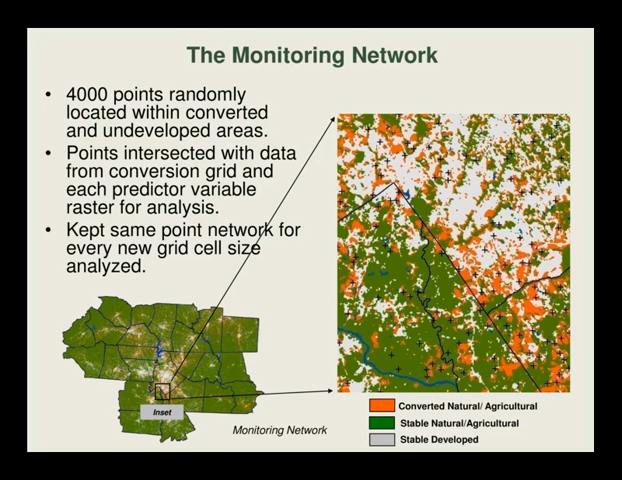 The Monitoring Network
• 4000 points randomly
located within converted
and undeveloped areas.
• Points intersected with data
from conversion grid and
each predictor variable
raster for analysis.
• Kept same point network for
every new grid cell size
analyzed.
Inset
Monitoring Network
Converted Natural/ Agricultural
Stable Natural/Agricultural
Stable Developed